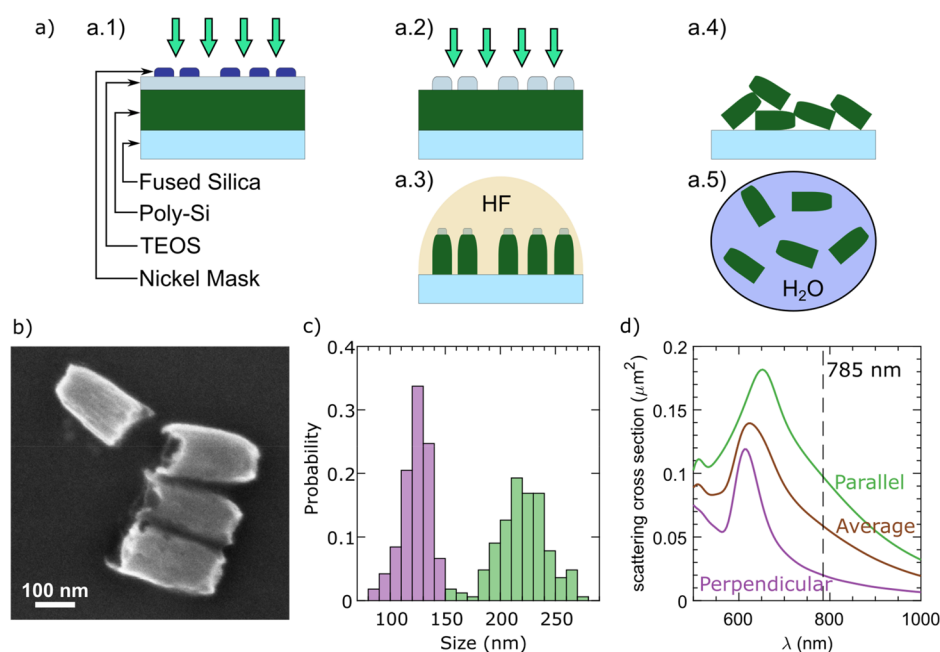 a)
a.1)
a.2)
a.4)
Fused Silica
Poly-Si
TEOS
Nickel Mask
a.3)
HF
a.5)
H₂O
b)
100 nm
c)
0.4
0.3
0.2
0.1
0
Probability
100
150
200
250
Size (nm)
d)
0.2
0.15
0.1
0.05
0
scattering cross section (μm²)
785 nm
Parallel
Average
Perpendicular
600
800
1000
λ (nm)